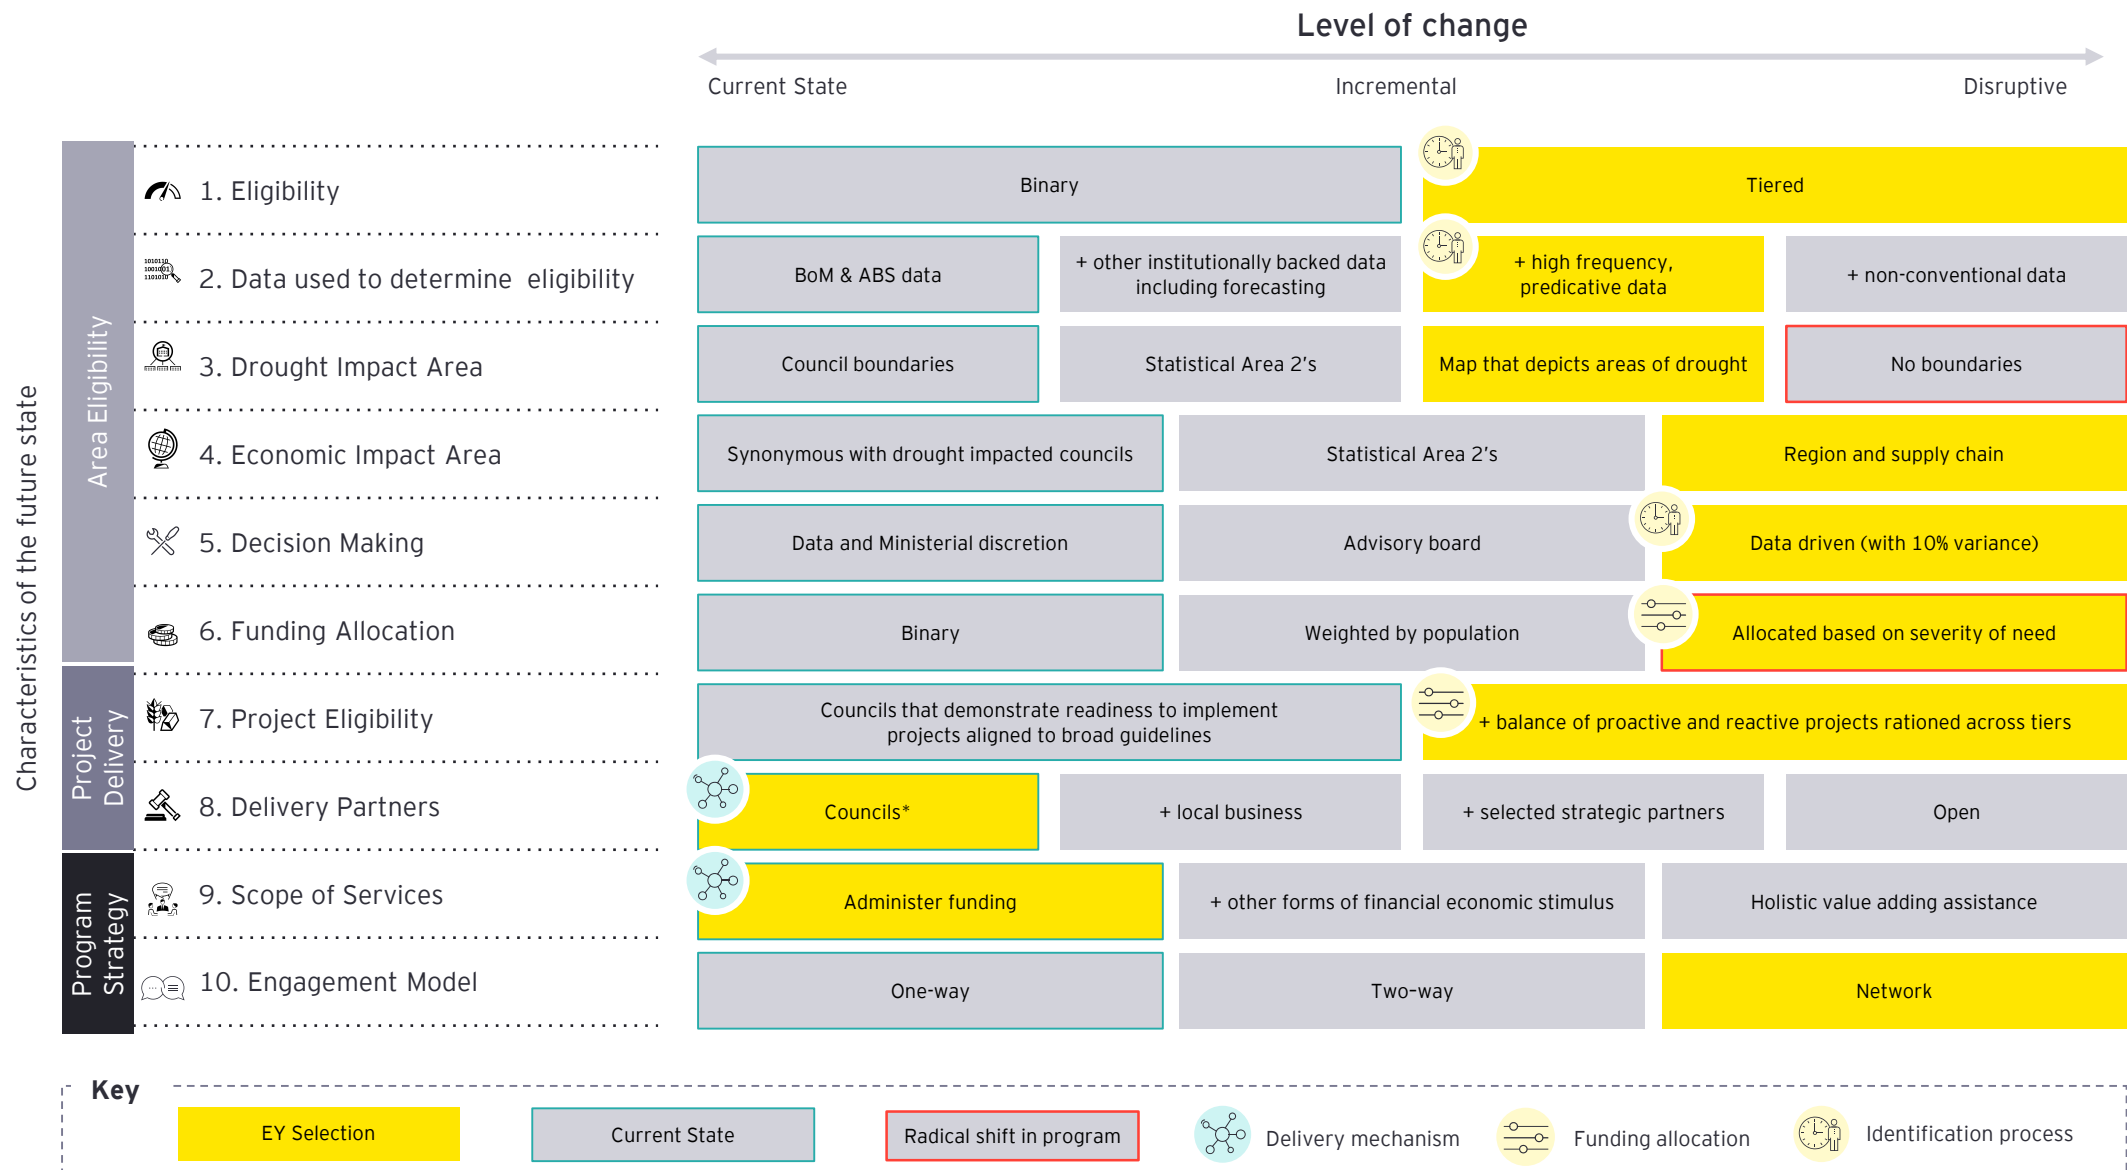 Level of change
Current State
Incremental
Disruptive
Characteristics of the future state
Area Eligibility
1. Eligibility
Binary
Tiered
1010110
1001001
1101010
2. Data used to determine eligibility
BoM & ABS data
+ other institutionally backed data
including forecasting
+ high frequency,
predicative data
+ non-conventional data
3. Drought Impact Area
Council boundaries
Statistical Area 2's
Map that depicts areas of drought
No boundaries
4. Economic Impact Area
Synonymous with drought impacted councils
Statistical Area 2's
Region and supply chain
5. Decision Making
Data and Ministerial discretion
Advisory board
Data driven (with 10% variance)
6. Funding Allocation
Binary
Weighted by population
Allocated based on severity of need
Project
Delivery
7. Project Eligibility
Councils that demonstrate readiness to implement
projects aligned to broad guidelines
+ balance of proactive and reactive projects rationed across tiers
8. Delivery Partners
Councils*
+ local business
+ selected strategic partners
Open
Program
Strategy
9. Scope of Services
Administer funding
+ other forms of financial economic stimulus
Holistic value adding assistance
10. Engagement Model
One-way
Two-way
Network
Key
EY Selection
Current State
Radical shift in program
Delivery mechanism
Funding allocation
Identification process